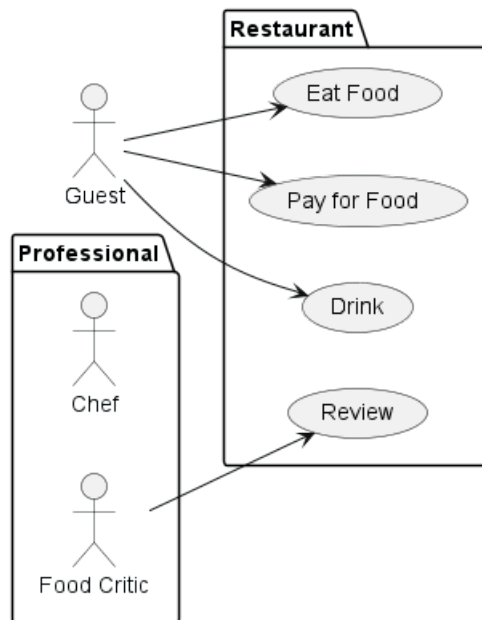 Restaurant
Eat Food
Guest
Pay for Food
Professional
Drink
Chef
Review
Food Critic